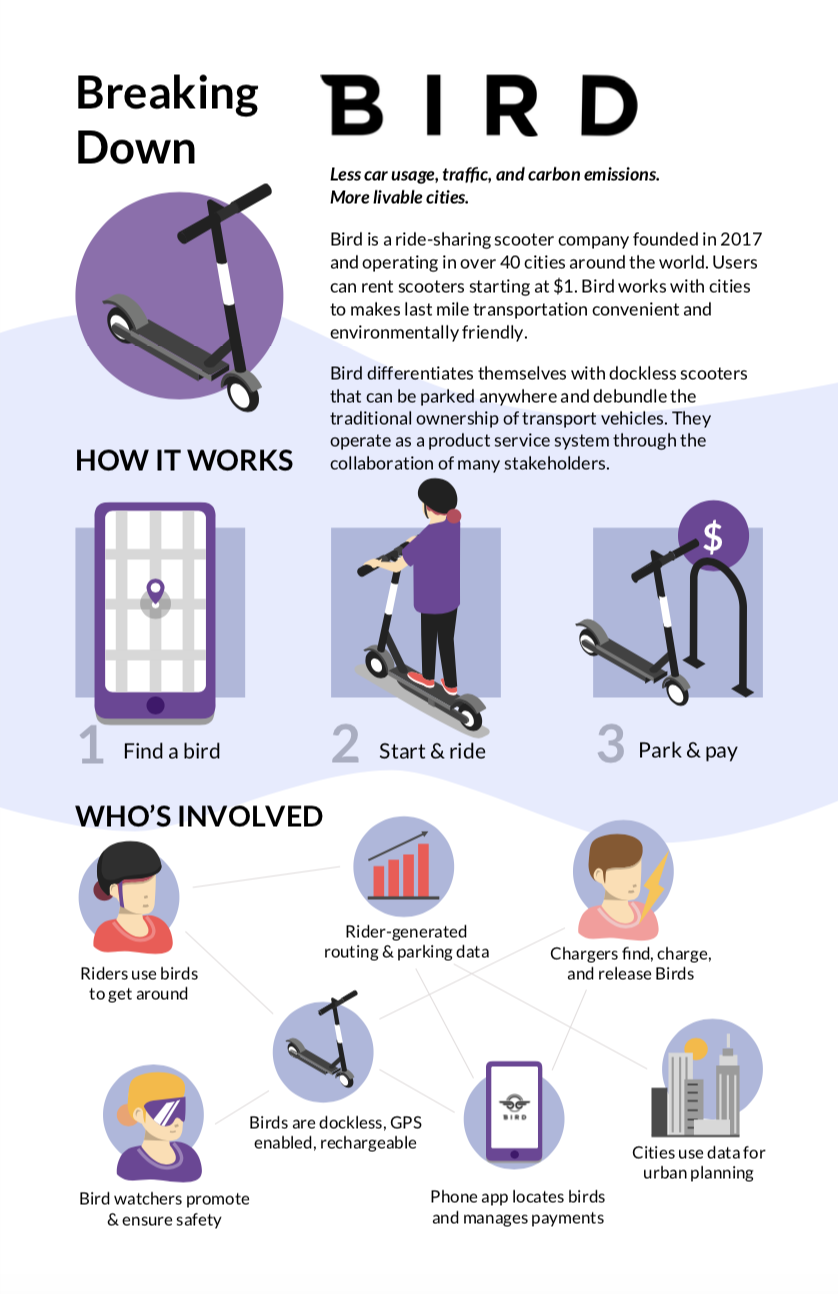 Breaking
Down
BIRD
Less car usage, traffic, and carbon emissions.
More livable cities.
Bird is a ride-sharing scooter company founded in 2017
and operating in over 40 cities around the world. Users
can rent scooters starting at $1. Bird works with cities
to makes last mile transportation convenient and
environmentally friendly.
Bird differentiates themselves with dockless scooters
that can be parked anywhere and debundle the
traditional ownership of transport vehicles. They
operate as a product service system through the
collaboration of many stakeholders.
HOW IT WORKS
$
1 Find a bird
2 Start & ride
3 Park & pay
WHO'S INVOLVED
Rider-generated
routing & parking data
Chargers find, charge,
and release Birds
Riders use birds
to get around
BIRD
Birds are dockless, GPS
enabled, rechargeable
Cities use data for
urban planning
Bird watchers promote
& ensure safety
Phone app locates birds
and manages payments